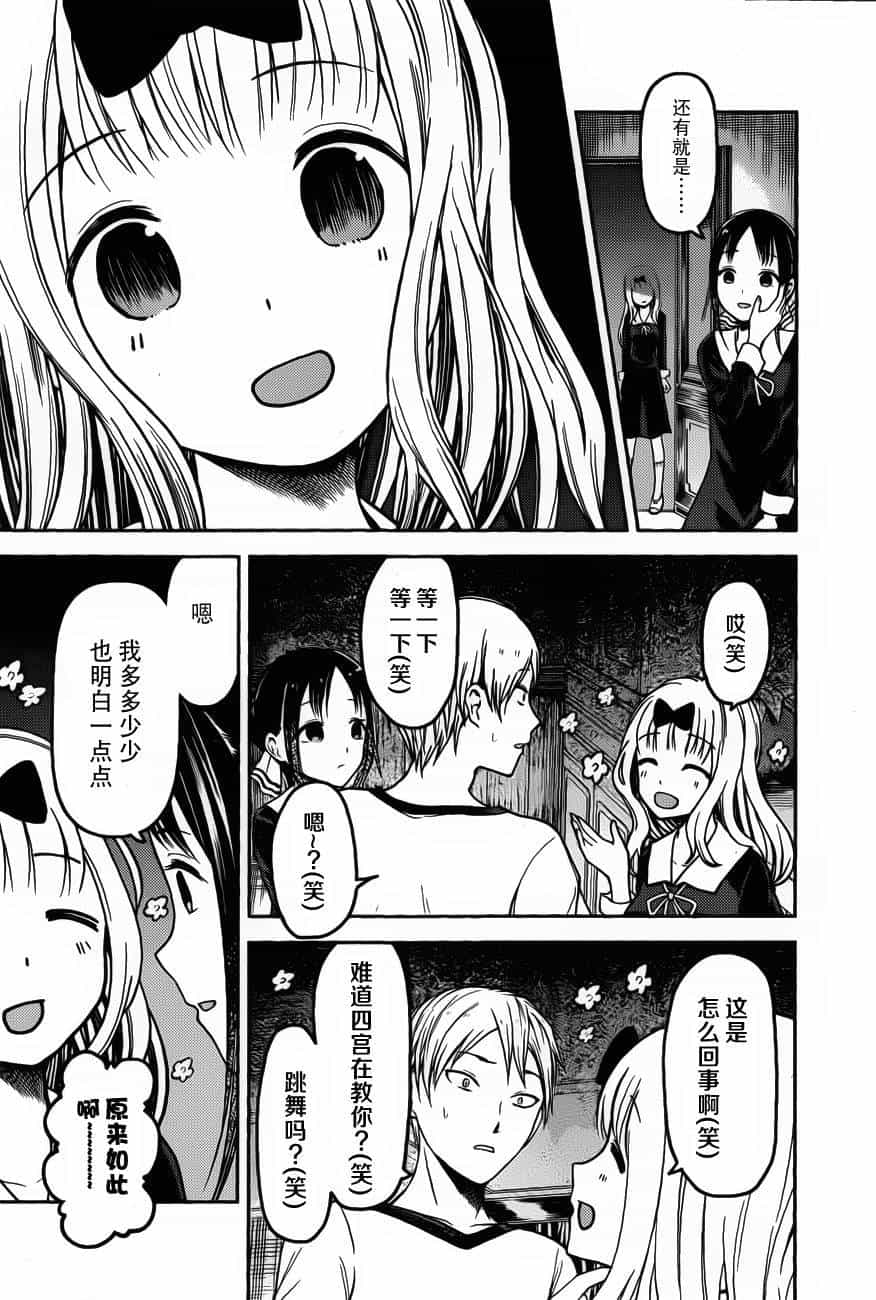 还有就是……
哎(笑)
等一下
等一下(笑)
嗯~?(笑)
嗯
我多多少少
也明白一点点
这是
怎么回事啊(笑)
难道四宫在教你?(笑)
跳舞吗?(笑)
原来如此
啊~~~~~~